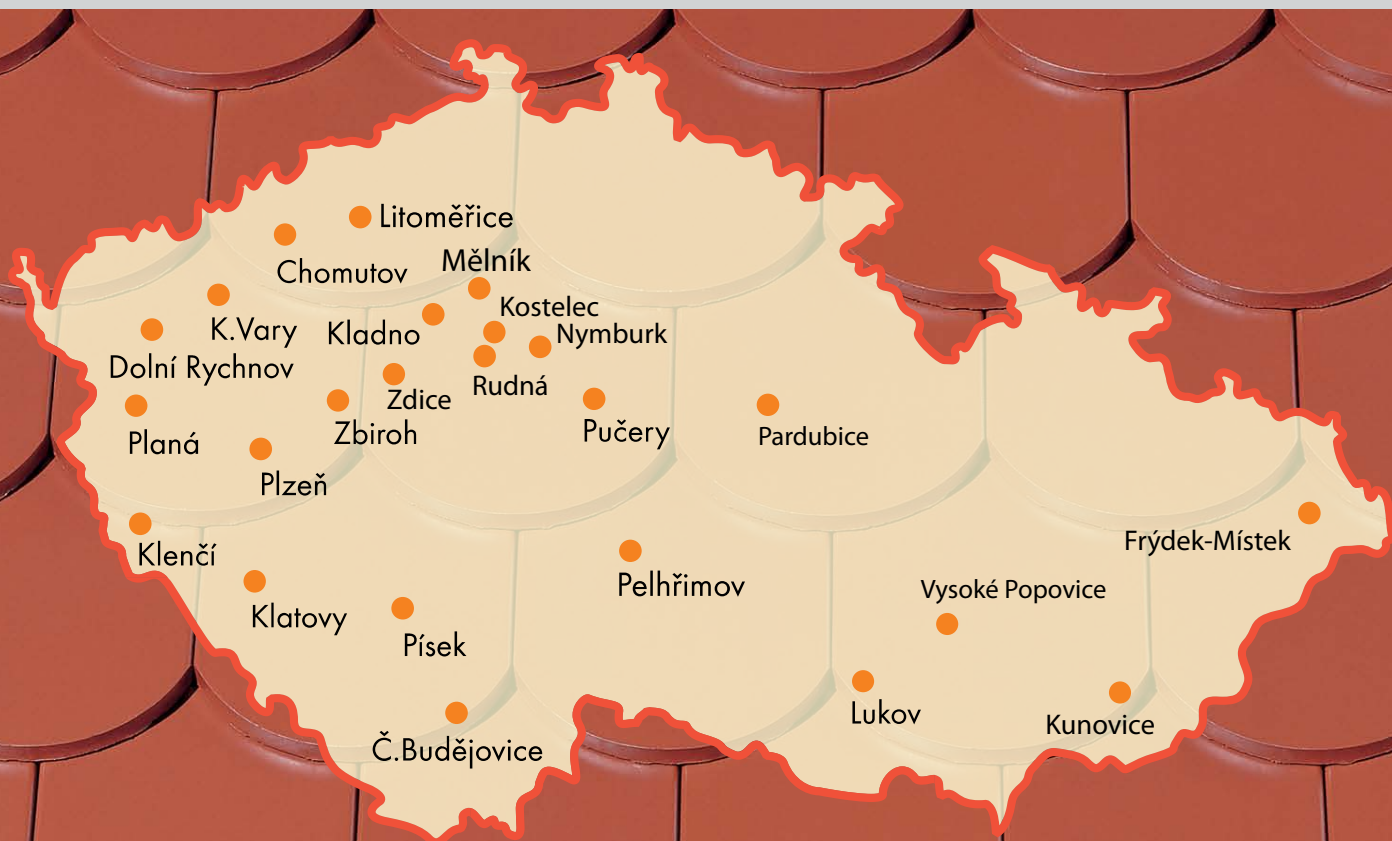 Litoměřice
Chomutov
Mělník
K.Vary
Kladno
Kostelec
Nymburk
Dolní Rychnov
Zdice
Rudná
Planá
Zbiroh
Pučery
Pardubice
Plzeň
Klenčí
Frýdek-Místek
Klatovy
Pelhřimov
Vysoké Popovice
Písek
Lukov
Kunovice
Č.Budějovice